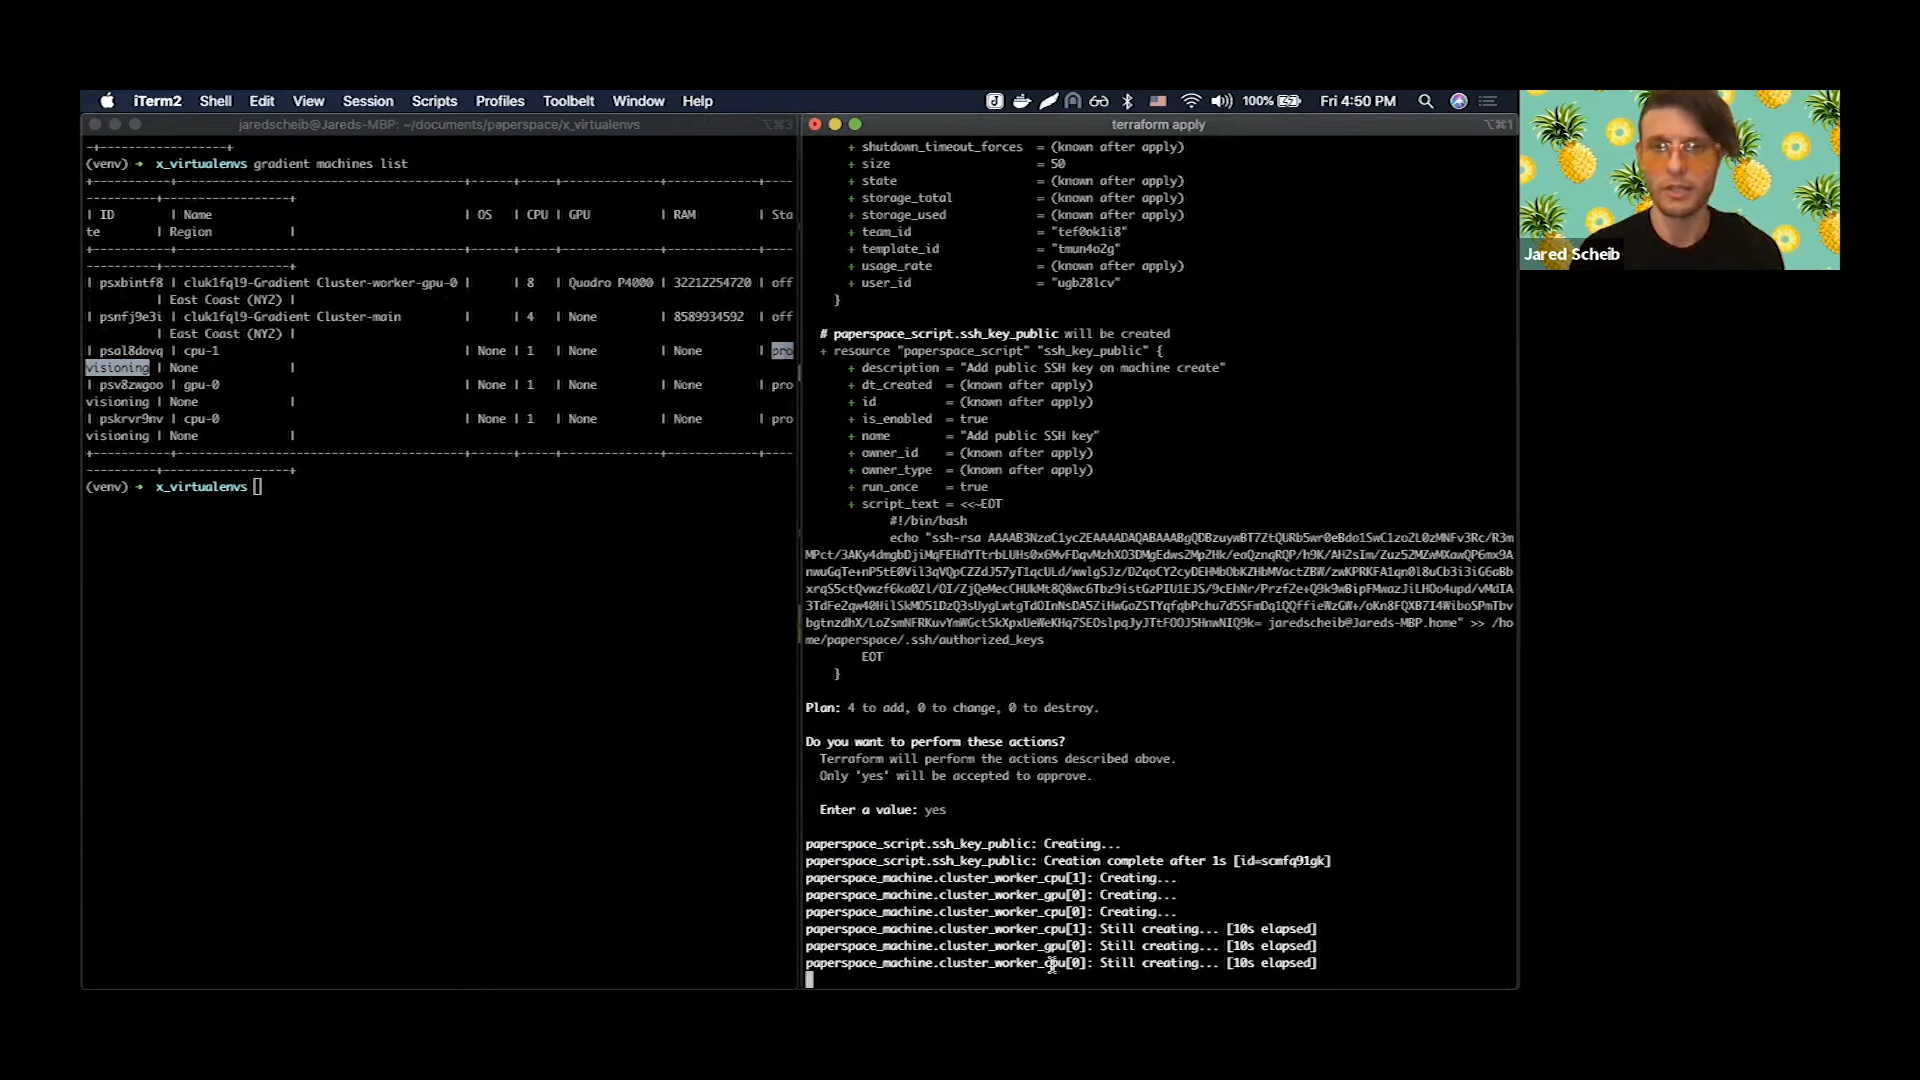 iTerm2 Shell Edit View Session Scripts Profiles Toolbelt Window Help 100% Fri 4:50 PM
jaredscheib@Jareds-MBP: ~/documents/paperspace/x_virtualenvs ⌥⌘3
(venv) → x_virtualenvs gradient machines list
| ID | Name | OS | CPU | GPU | RAM | Sta
te | Region |
| psxbintf8 | cluk1fql9-Gradient Cluster-worker-gpu-0 | | 8 | Quadro P4000 | 32212254720 | off
| East Coast (NY2) |
| psnfj9e3i | cluk1fql9-Gradient Cluster-main | | 4 | None | 8589934592 | off
| East Coast (NY2) |
| psal8dovq | cpu-1 | None | 1 | None | None | pro
visioning | None |
| psv8zwgoo | gpu-0 | None | 1 | None | None | pro
visioning | None |
| pskrvr9nv | cpu-0 | None | 1 | None | None | pro
visioning | None |
(venv) → x_virtualenvs
terraform apply ⌥⌘1
+ shutdown_timeout_forces = (known after apply)
+ size = 50
+ state = (known after apply)
+ storage_total = (known after apply)
+ storage_used = (known after apply)
+ team_id = "tef0ok1i8"
+ template_id = "tmun4o2g"
+ usage_rate = (known after apply)
+ user_id = "ugb28lcv"
}
# paperspace_script.ssh_key_public will be created
+ resource "paperspace_script" "ssh_key_public" {
+ description = "Add public SSH key on machine create"
+ dt_created = (known after apply)
+ id = (known after apply)
+ is_enabled = true
+ name = "Add public SSH key"
+ owner_id = (known after apply)
+ owner_type = (known after apply)
+ run_once = true
+ script_text = <<~EOT
#!/bin/bash
echo "ssh-rsa
jaredscheib@Jareds-MBP.home" >> /ho
me/paperspace/.ssh/authorized_keys
EOT
}
Plan: 4 to add, 0 to change, 0 to destroy.
Do you want to perform these actions?
Terraform will perform the actions described above.
Only 'yes' will be accepted to approve.
Enter a value: yes
paperspace_script.ssh_key_public: Creating...
paperspace_script.ssh_key_public: Creation complete after 1s [id=scmfq91gk]
paperspace_machine.cluster_worker_cpu[1]: Creating...
paperspace_machine.cluster_worker_gpu[0]: Creating...
paperspace_machine.cluster_worker_cpu[0]: Creating...
paperspace_machine.cluster_worker_cpu[1]: Still creating... [10s elapsed]
paperspace_machine.cluster_worker_gpu[0]: Still creating... [10s elapsed]
paperspace_machine.cluster_worker_cpu[0]: Still creating... [10s elapsed]
Jared Scheib